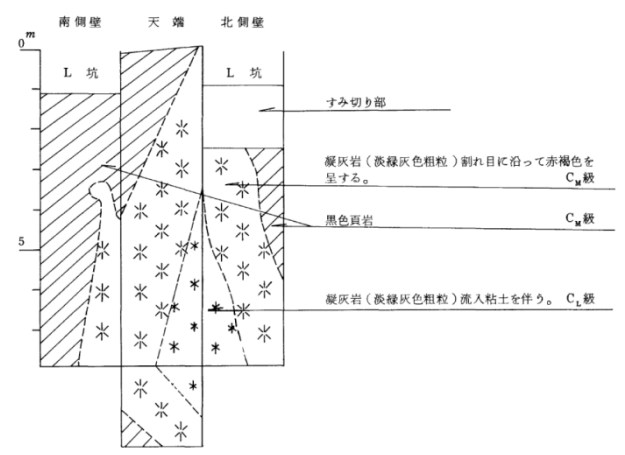 南側壁 天端 北側壁
m
0
L 坑 L 坑
すみ切り部
凝灰岩(淡緑灰色粗粒)割れ目に沿って赤褐色を
呈する。 CM級
黒色頁岩 CM級
5
凝灰岩(淡緑灰色粗粒)流入粘土を伴う。 CL級